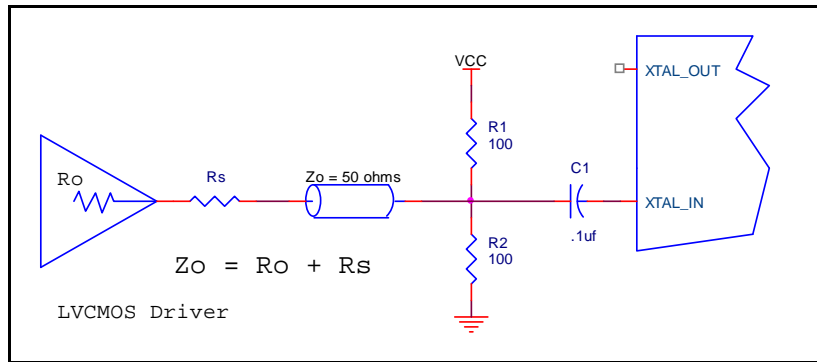 VCC
XTAL_OUT
R1
100
C1
Ro
Rs
Zo = 50 ohms
XTAL_IN
.1uf
R2
100
Zo = Ro + Rs
LVCMOS Driver